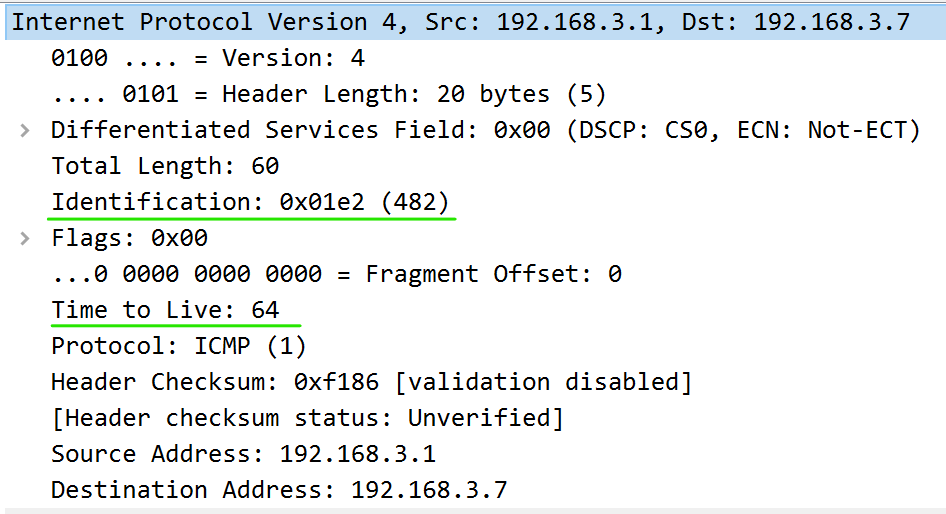 Internet Protocol Version 4, Src: 192.168.3.1, Dst: 192.168.3.7
0100 .... = Version: 4
.... 0101 = Header Length: 20 bytes (5)
Differentiated Services Field: 0x00 (DSCP: CS0, ECN: Not-ECT)
Total Length: 60
Identification: 0x01e2 (482)
Flags: 0x00
...0 0000 0000 0000 = Fragment Offset: 0
Time to Live: 64
Protocol: ICMP (1)
Header Checksum: 0xf186 [validation disabled]
[Header checksum status: Unverified]
Source Address: 192.168.3.1
Destination Address: 192.168.3.7